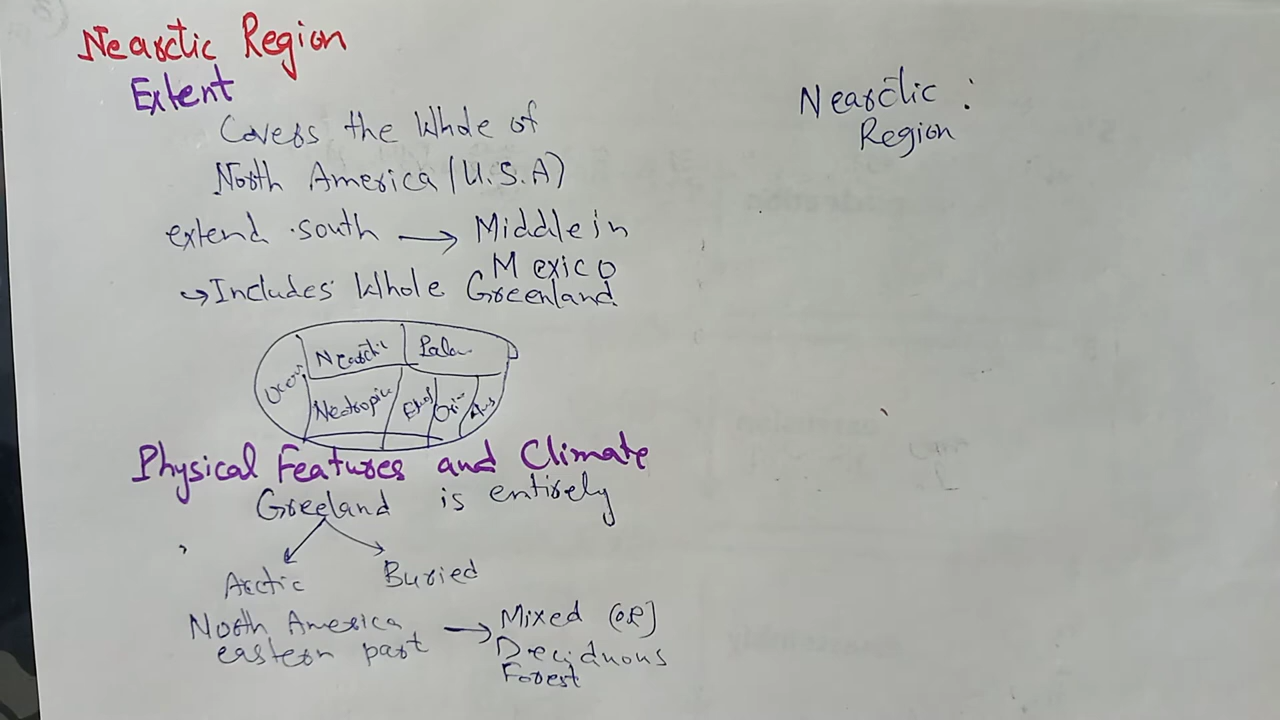 Nearctic Region
Extent
Covers the Whole of
North America (U.S.A)
extend south → Middle in
Mexico
→ Includes Whole Greenland
Nearctic Pala
Neotropic Ori
Physical Features and Climate
Greeland is entirely
Arctic Buried
North America → Mixed (OR)
eastern part Deciduous
Forest
Nearctic :
Region